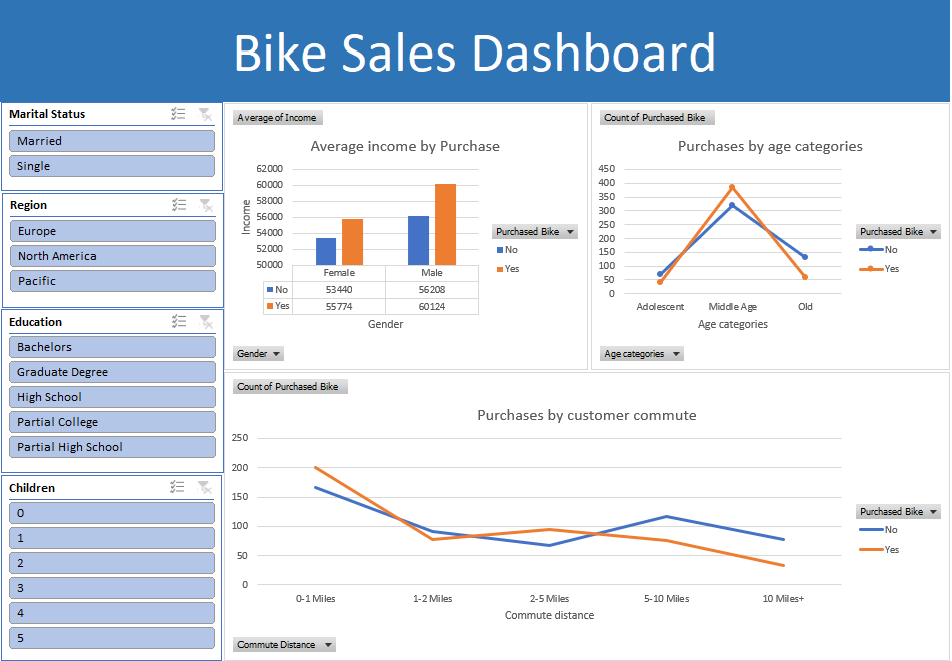 Bike Sales Dashboard
Marital Status
Married
Single
Region
Europe
North America
Pacific
Education
Bachelors
Graduate Degree
High School
Partial College
Partial High School
Children
0
1
2
3
4
5
Average of Income
Average income by Purchase
62000
60000
58000
56000
54000
52000
50000
Income
Female Male
No 53440 56208
Yes 55774 60124
Gender
Purchased Bike
No
Yes
Gender
Count of Purchased Bike
Purchases by age categories
450
400
350
300
250
200
150
100
50
0
Adolescent Middle Age Old
Age categories
Purchased Bike
No
Yes
Age categories
Count of Purchased Bike
Purchases by customer commute
250
200
150
100
50
0
0-1 Miles 1-2 Miles 2-5 Miles 5-10 Miles 10 Miles+
Commute distance
Purchased Bike
No
Yes
Commute Distance